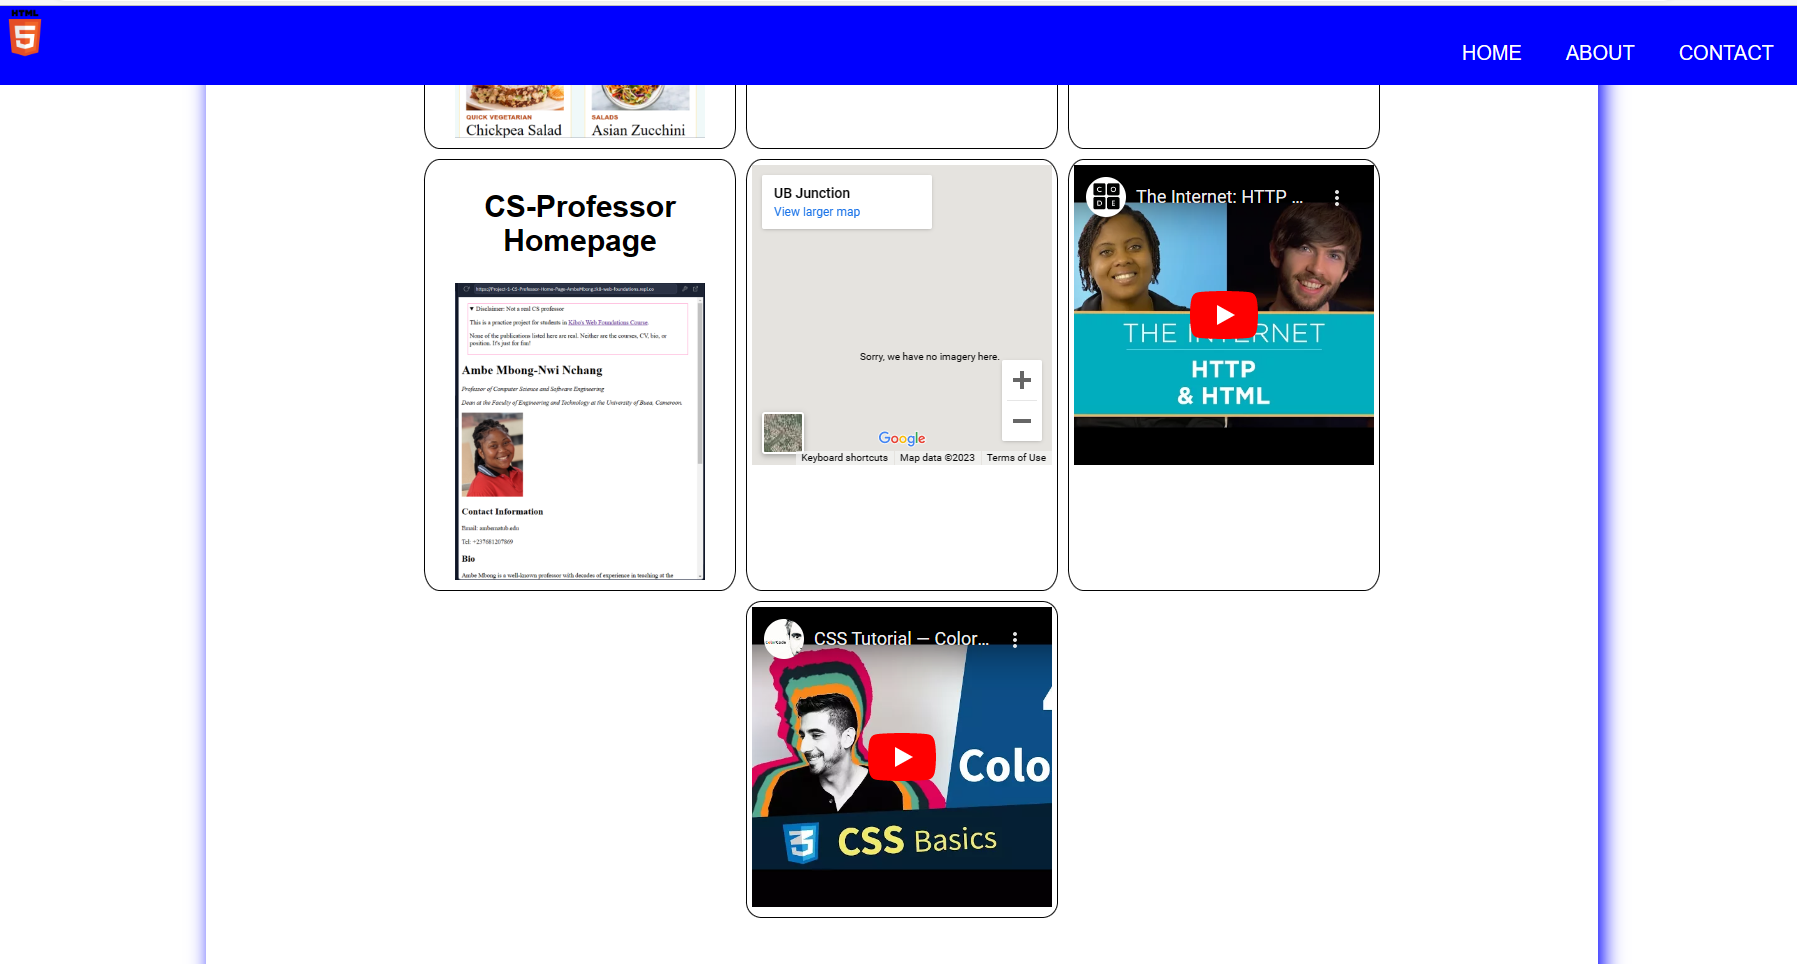 HTML
5
HOME
ABOUT
CONTACT
QUICK VEGETARIAN
Chickpea Salad
SALADS
Asian Zucchini
CS-Professor
Homepage
https://Project-1-CS-Professor-Home-Page-AmbeMbong.kib-web-foundations.repl.co
▼ Disclaimer: Not a real CS professor
This is a practice project for students in Kibo's Web Foundations Course.
None of the publications listed here are real. Neither are the courses, CV, bio, or
position. It's just for fun!
Ambe Mbong-Nwi Nchang
Professor of Computer Science and Software Engineering
Dean at the Faculty of Engineering and Technology at the University of Buea, Cameroon.
Contact Information
Email:
Tel: +237681207869
Bio
Ambe Mbong is a well-known professor with decades of experience in teaching at the
UB Junction
View larger map
Sorry, we have no imagery here.
Google
Keyboard shortcuts
Map data ©2023
Terms of Use
CODE
The Internet: HTTP ...
THE INTERNET
HTTP
& HTML
ColorCode
CSS Tutorial — Color...
4
Colo
3
CSS Basics